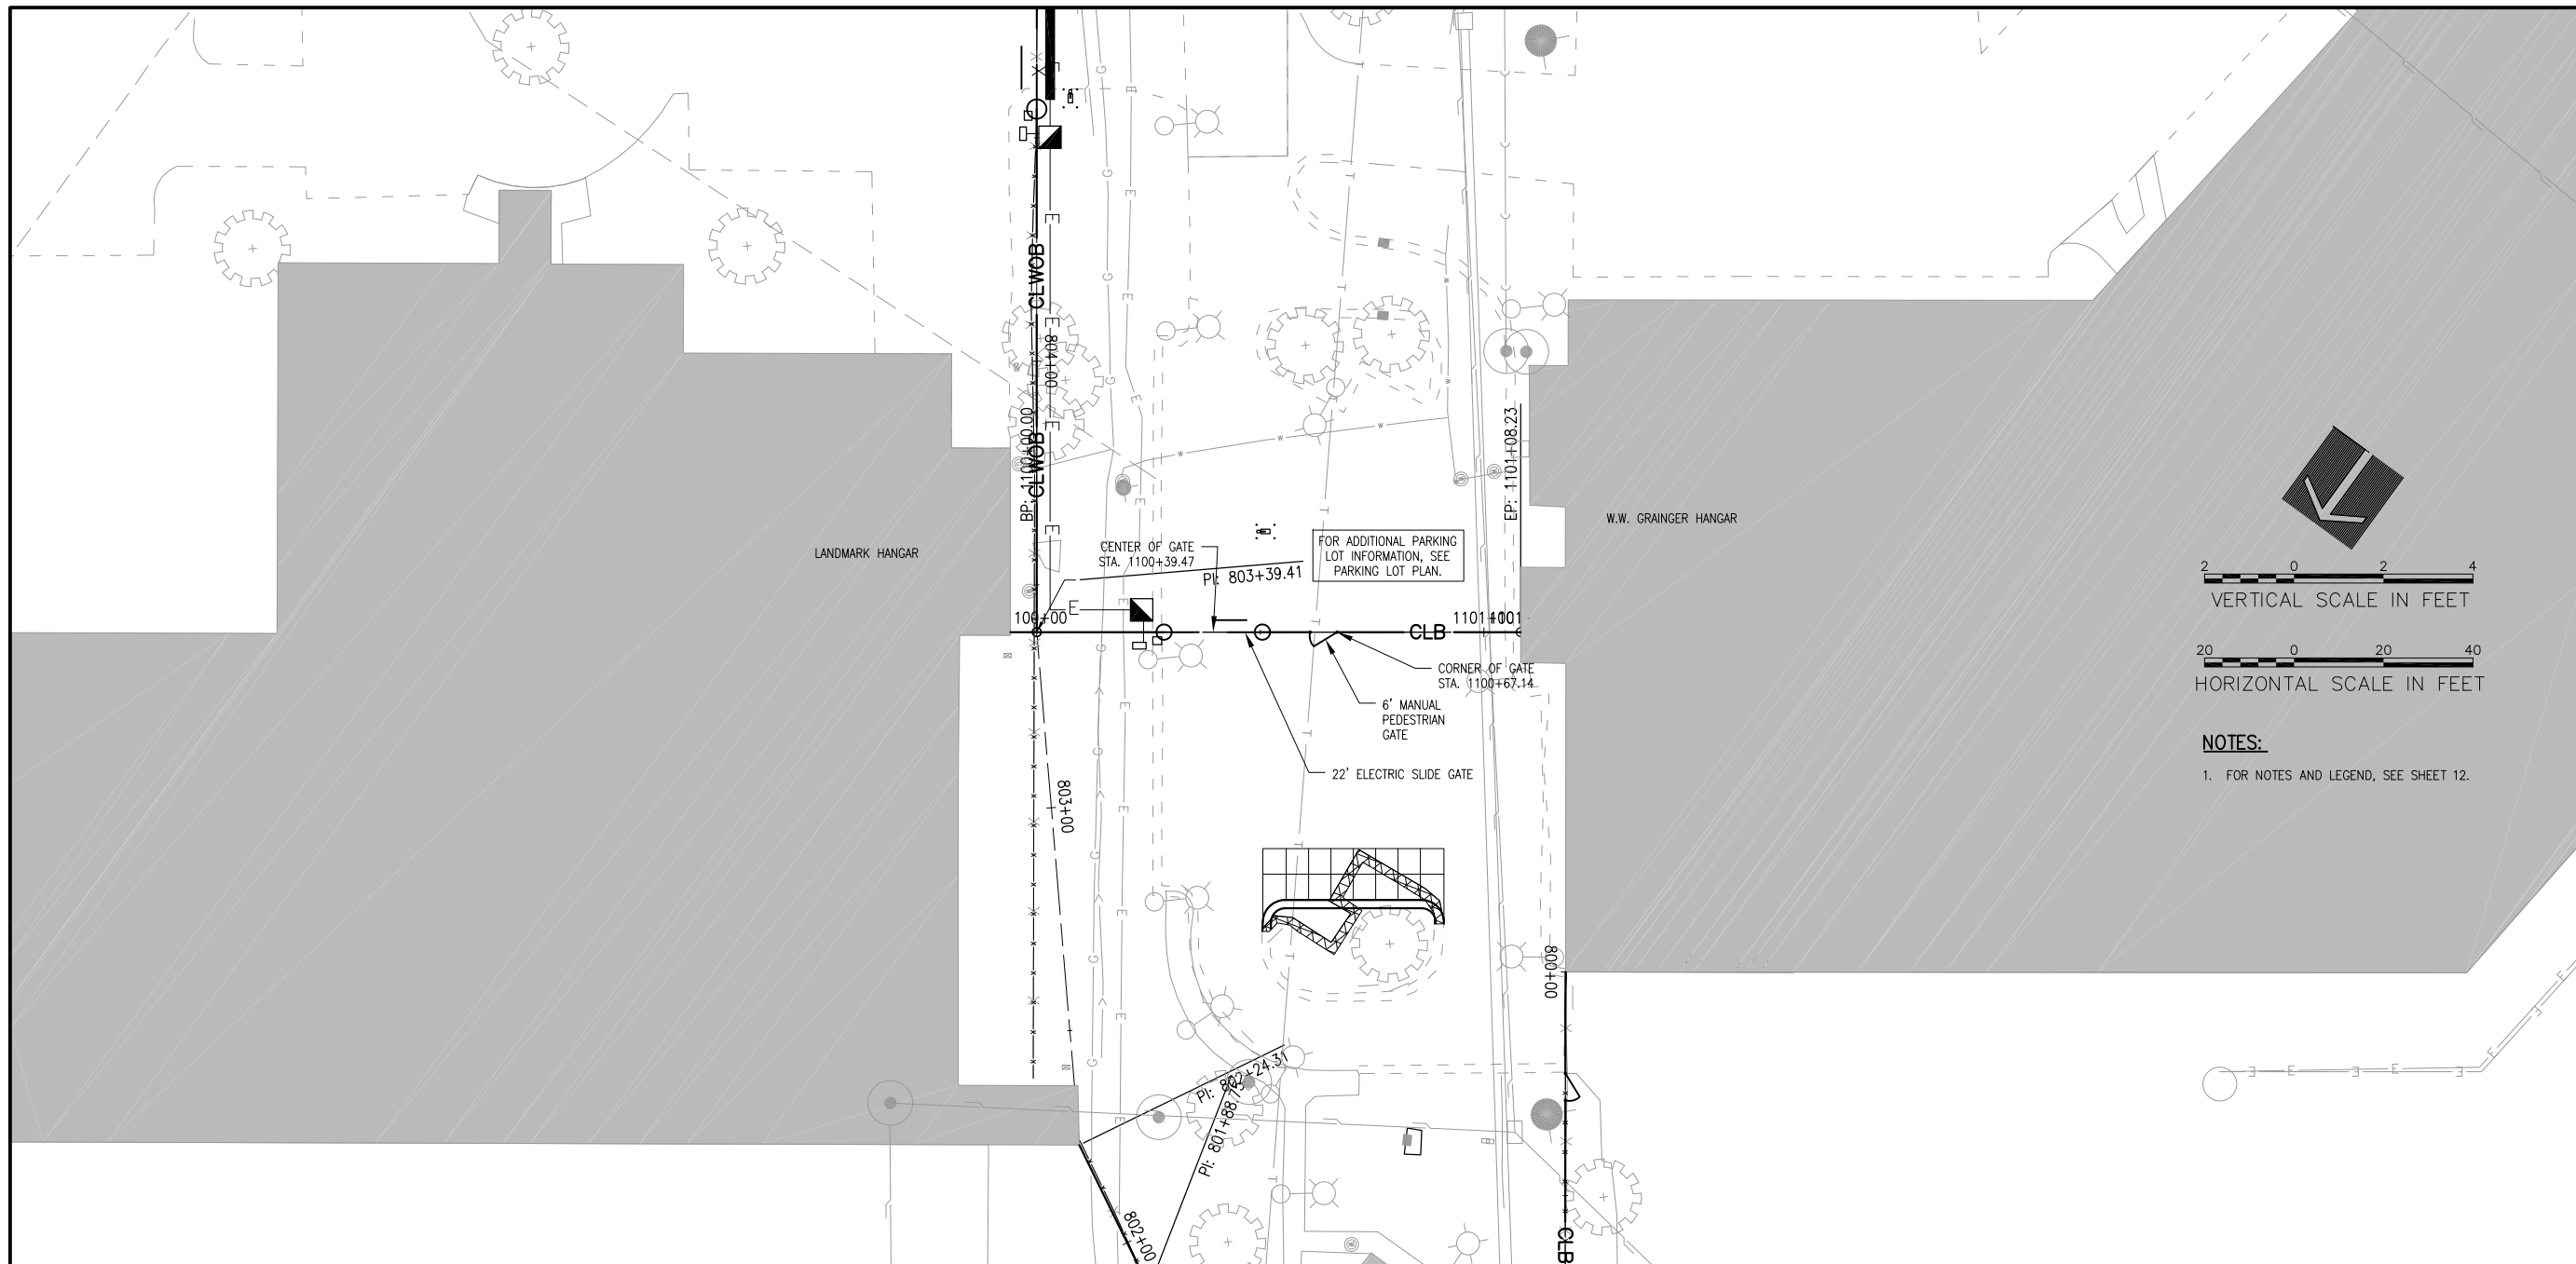 CLWOB
804+00
BP: 1100+00.00
CLWOB
EP: 1101+08.23
W.W. GRAINGER HANGAR
LANDMARK HANGAR
CENTER OF GATE
STA. 1100+39.47
PI: 803+39.41
FOR ADDITIONAL PARKING
LOT INFORMATION, SEE
PARKING LOT PLAN.
E
CLB
CORNER OF GATE
STA. 1100+67.14
6' MANUAL
PEDESTRIAN
GATE
22' ELECTRIC SLIDE GATE
803+00
800+00
PI: 802+24.31
PI: 801+88.75
802+00
CLB
2 0 2 4
VERTICAL SCALE IN FEET
20 0 20 40
HORIZONTAL SCALE IN FEET
NOTES:
1. FOR NOTES AND LEGEND, SEE SHEET 12.